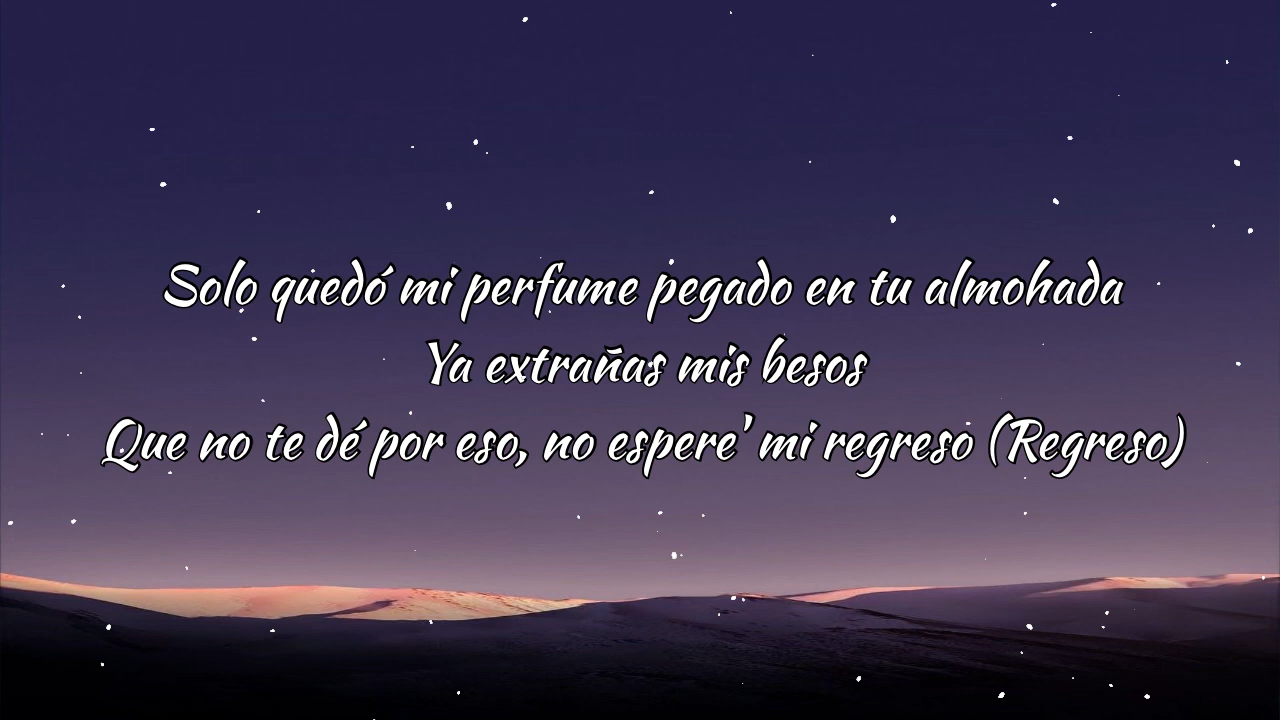 Solo quedó mi perfume pegado en tu almohada
Ya extrañas mis besos
Que no te dé por eso, no espere' mi regreso (Regreso)